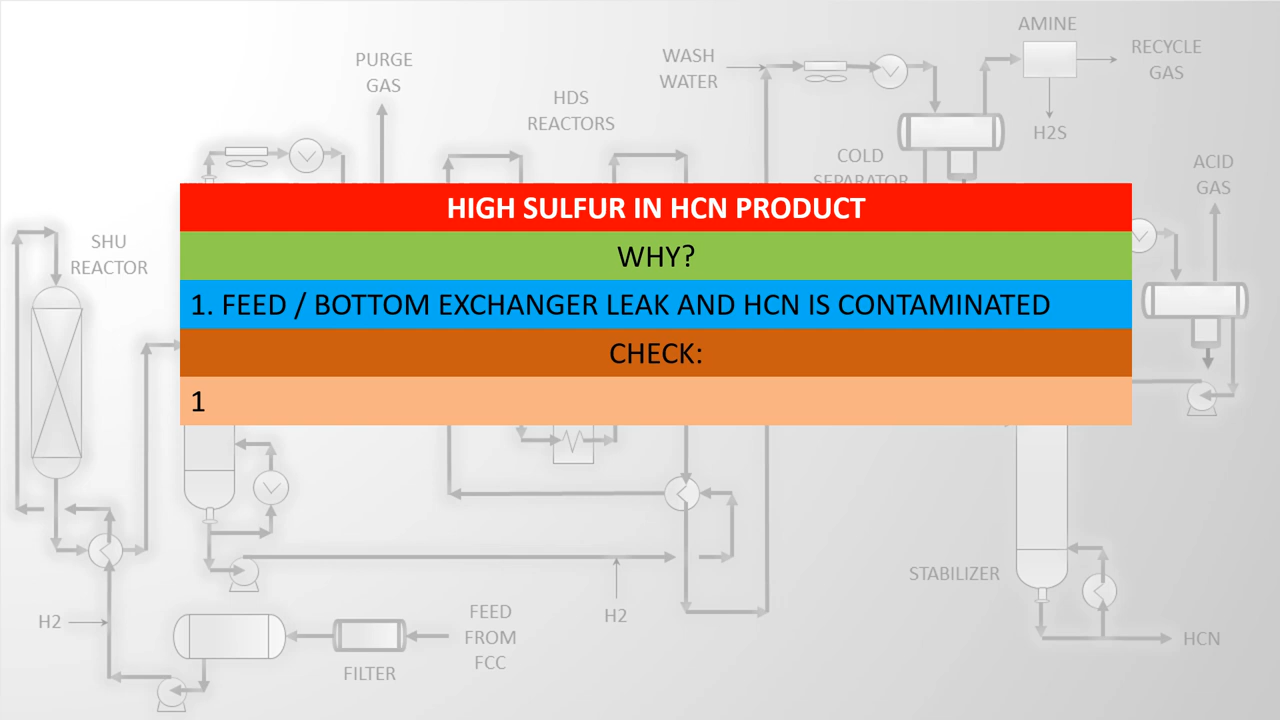 AMINE
PURGE
GAS
WASH
WATER
RECYCLE
GAS
HDS
REACTORS
H2S
COLD
SEPARATOR
ACID
GAS
HIGH SULFUR IN HCN PRODUCT
SHU
REACTOR
WHY?
1. FEED / BOTTOM EXCHANGER LEAK AND HCN IS CONTAMINATED
CHECK:
1
STABILIZER
H2
H2
FEED
FROM
FCC
FILTER
HCN